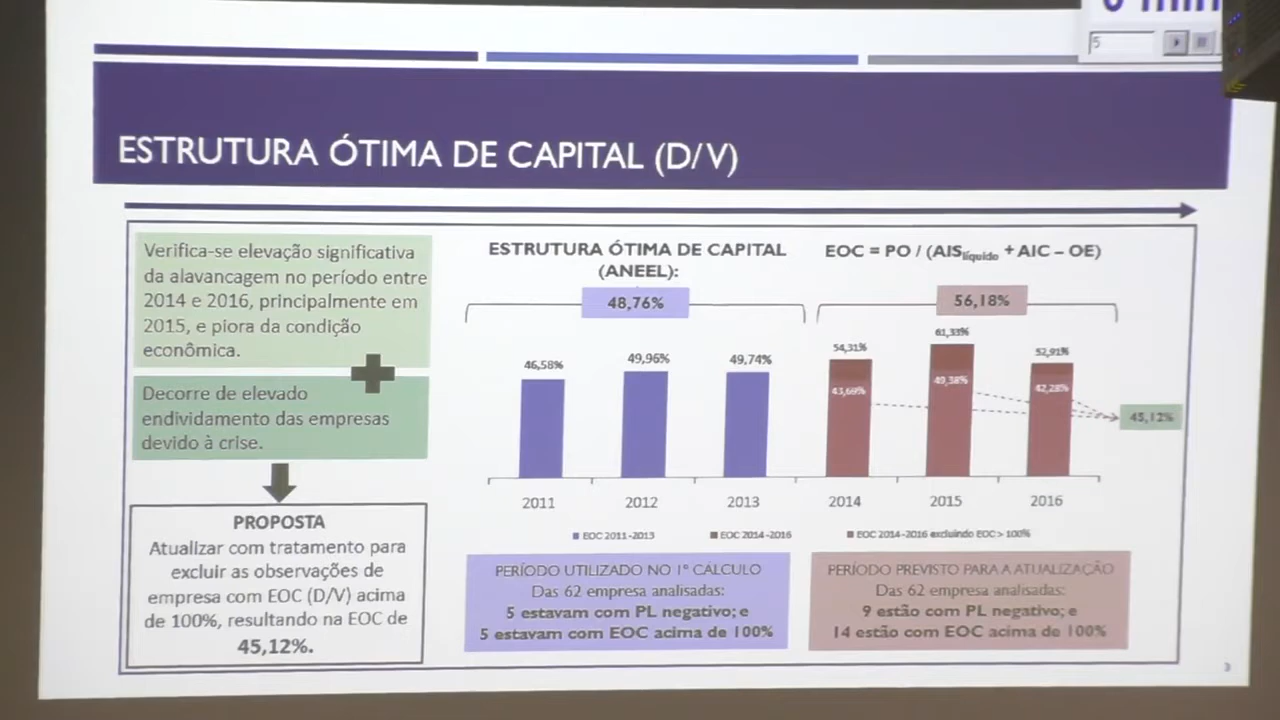 5
ESTRUTURA ÓTIMA DE CAPITAL (D/V)
Verifica-se elevação significativa
da alavancagem no período entre
2014 e 2016, principalmente em
2015, e piora da condição
econômica.
Decorre de elevado
endividamento das empresas
devido à crise.
PROPOSTA
Atualizar com tratamento para
excluir as observações de
empresa com EOC (D/V) acima
de 100%, resultando na EOC de
45,12%.
ESTRUTURA ÓTIMA DE CAPITAL
(ANEEL):
EOC = PO / (AISlíquido + AIC – OE)
48,76%
56,18%
46,58%
49,96%
49,74%
54,31%
61,33%
52,91%
43,69%
49,38%
42,28%
45,12%
2011
2012
2013
2014
2015
2016
EOC 2011-2013
EOC 2014-2016
EOC 2014-2016 excluindo EOC > 100%
PERÍODO UTILIZADO NO 1º CÁLCULO
Das 62 empresa analisadas:
5 estavam com PL negativo; e
5 estavam com EOC acima de 100%
PERÍODO PREVISTO PARA A ATUALIZAÇÃO
Das 62 empresa analisadas:
9 estão com PL negativo; e
14 estão com EOC acima de 100%
3